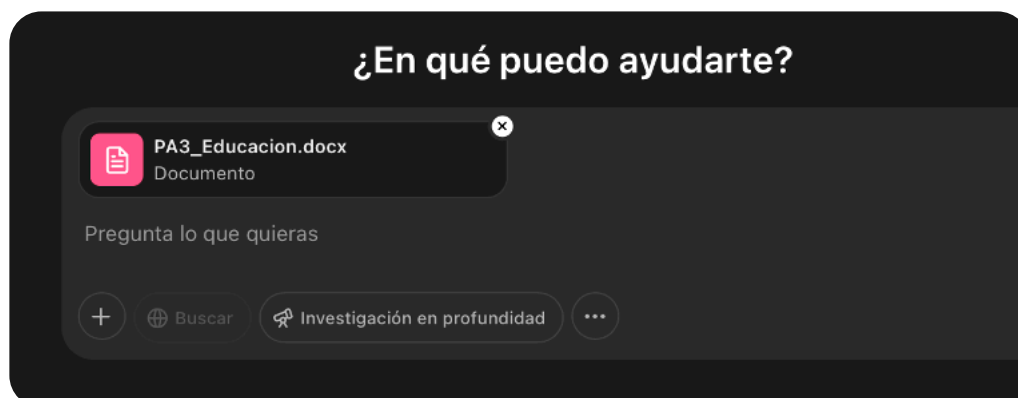 ¿En qué puedo ayudarte?
PA3_Educacion.docx
Documento
Pregunta lo que quieras
Buscar
Investigación en profundidad